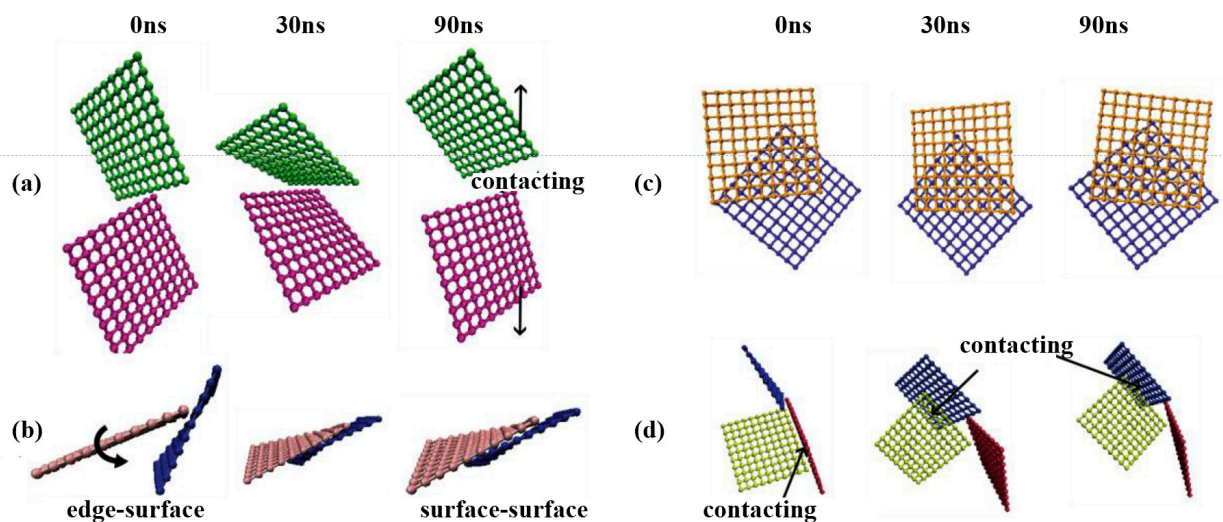 0ns 30ns 90ns
(a)
contacting
(b)
edge-surface surface-surface
0ns 30ns 90ns
(c)
contacting
(d)
contacting